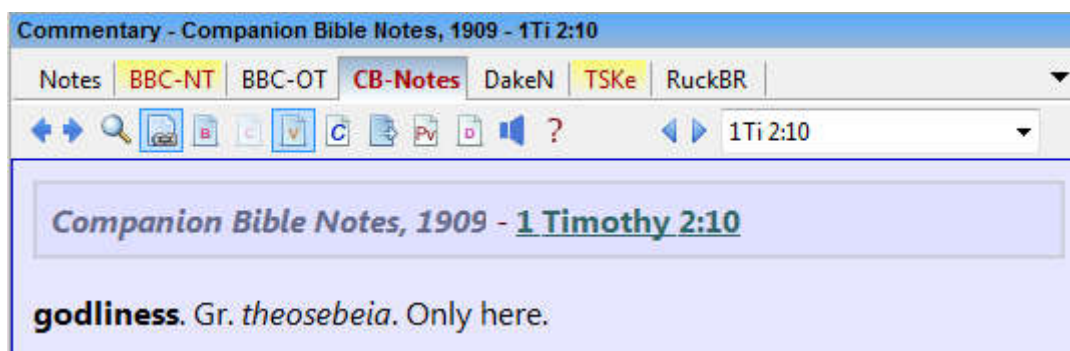 Commentary - Companion Bible Notes, 1909 - 1Ti 2:10
Notes BBC-NT BBC-OT CB-Notes DakeN TSKe RuckBR
B C V C Pv D ? 1Ti 2:10
Companion Bible Notes, 1909 - 1 Timothy 2:10
godliness. Gr. theosebeia. Only here.